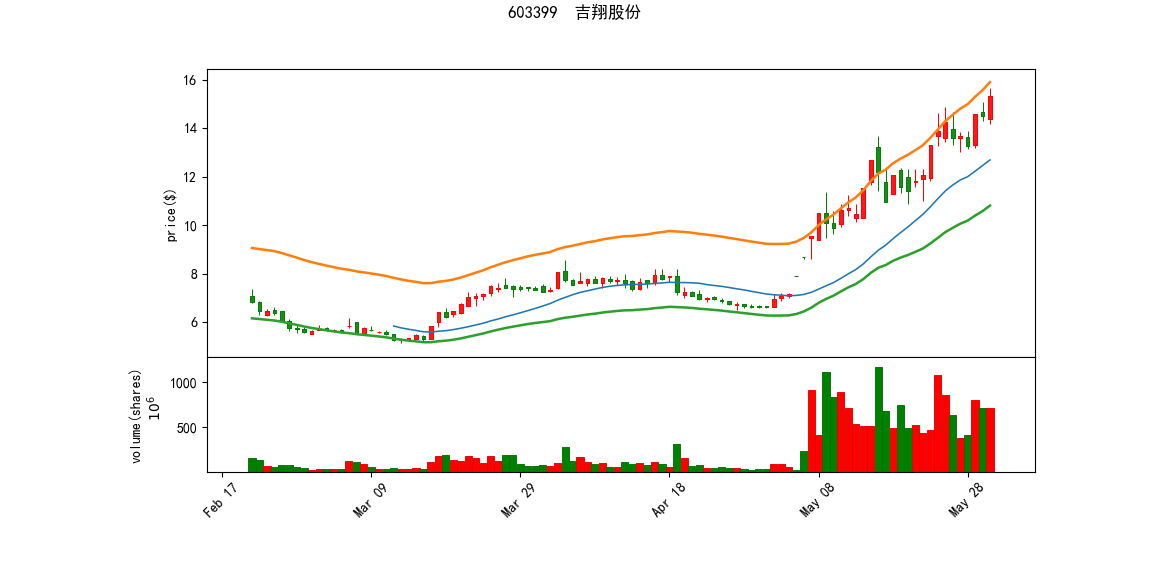 603399 吉翔股份
price($)
16
14
12
10
8
6
volume(shares)
10^6
1000
500
Feb 17
Mar 09
Mar 29
Apr 18
May 08
May 28